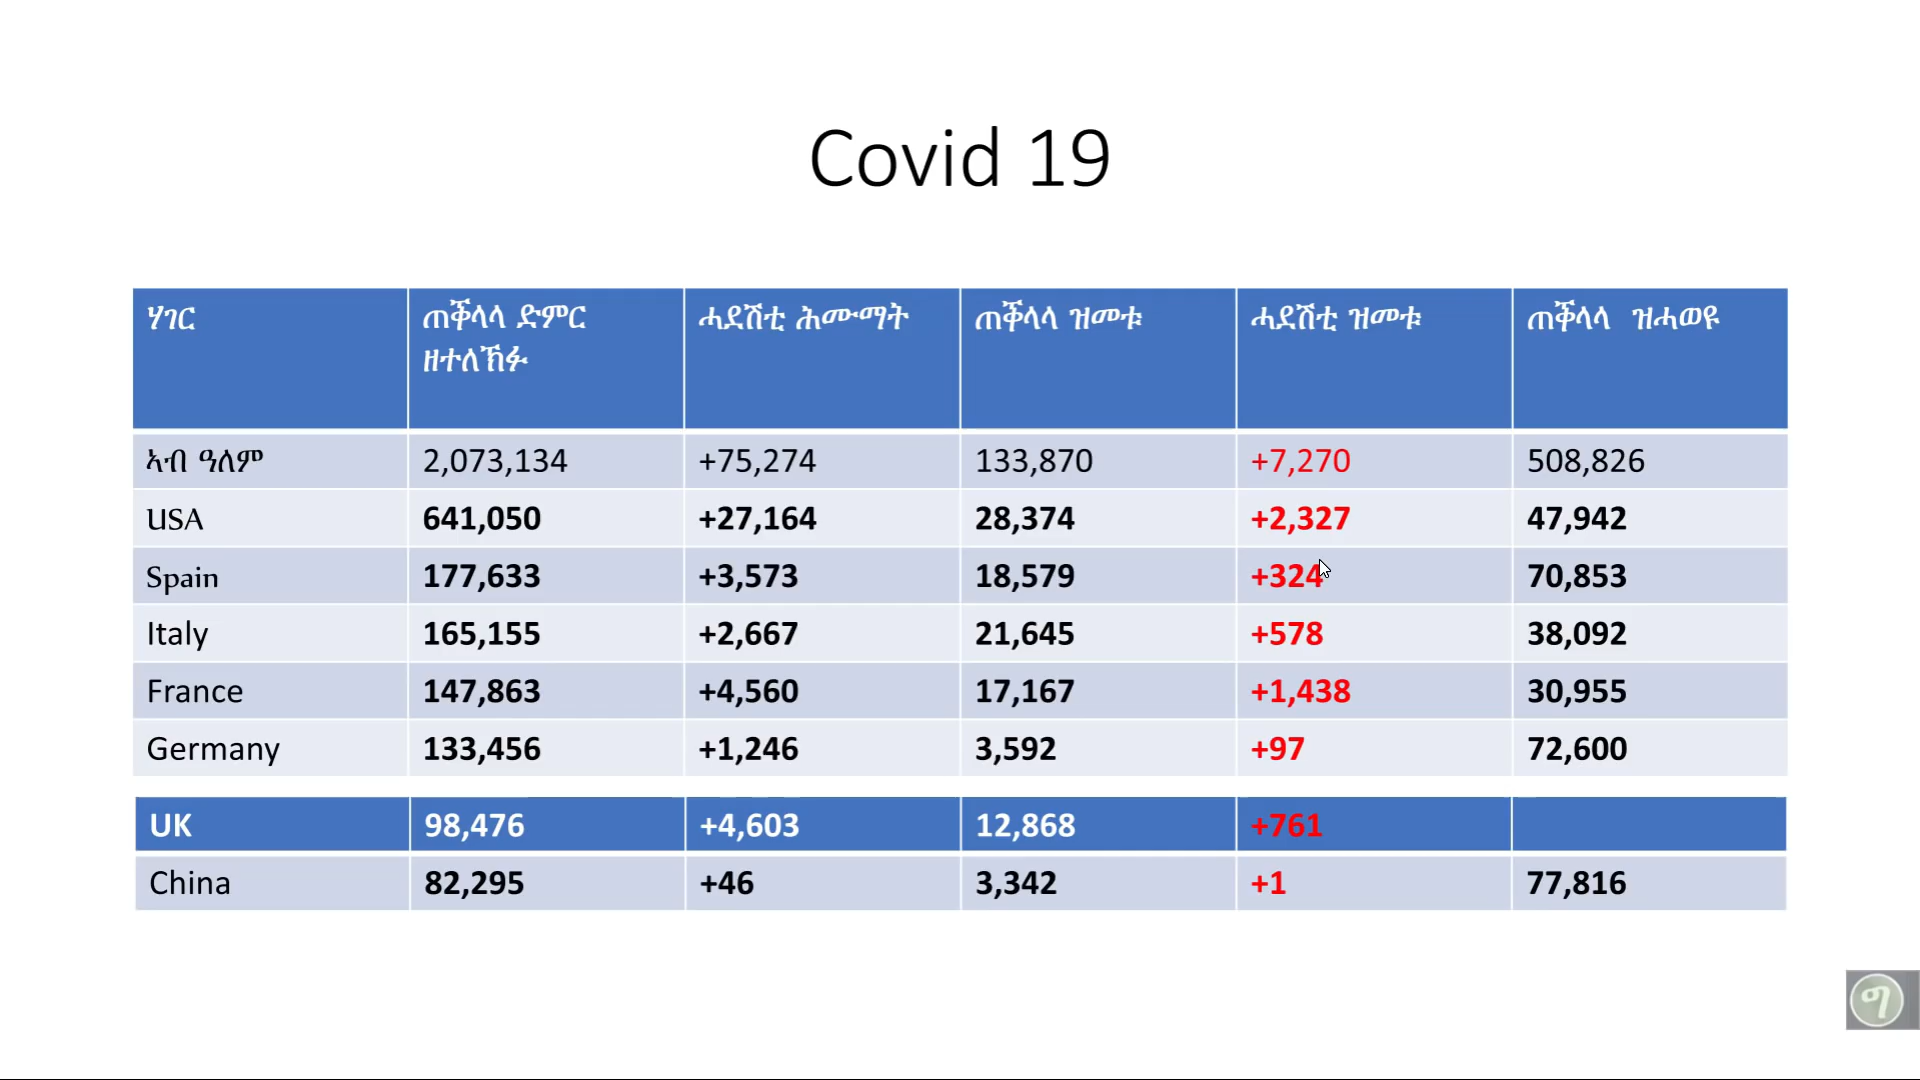 Covid 19
ሃገር ጠቕላላ ድምር ሓደሽቲ ሕሙማት ጠቕላላ ዝመቱ ሓደሽቲ ዝመቱ ጠቕላላ ዝሓወዩ
ዘተለኽፉ
ኣብ ዓለም 2,073,134 +75,274 133,870 +7,270 508,826
USA 641,050 +27,164 28,374 +2,327 47,942
Spain 177,633 +3,573 18,579 +324 70,853
Italy 165,155 +2,667 21,645 +578 38,092
France 147,863 +4,560 17,167 +1,438 30,955
Germany 133,456 +1,246 3,592 +97 72,600
UK 98,476 +4,603 12,868 +761
China 82,295 +46 3,342 +1 77,816
ግ